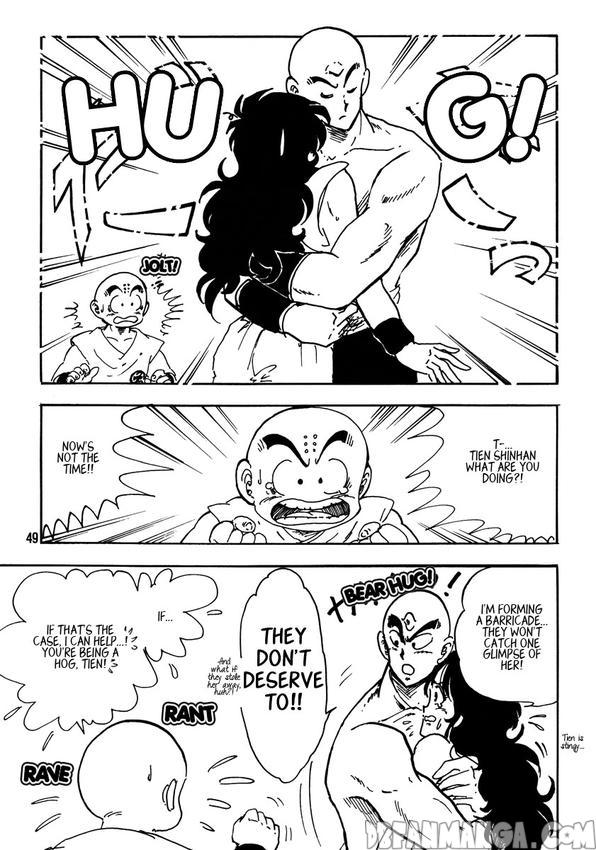 HUG!
JOLT!
T-...
TIEN SHINHAN
WHAT ARE YOU
DOING?!
NOW'S
NOT THE
TIME!!
49
BEAR HUG!
I'M FORMING
A BARRICADE...
THEY WON'T
CATCH ONE
GLIMPSE OF
HER!
Tien is
stingy...
THEY
DON'T
DESERVE
TO!!
And
what if
they stole
her away,
huh?!
IF...
IF THAT'S THE
CASE, I CAN HELP...!
YOU'RE BEING A
HOG, TIEN!
RANT
RAVE
DBFANMANGA.COM